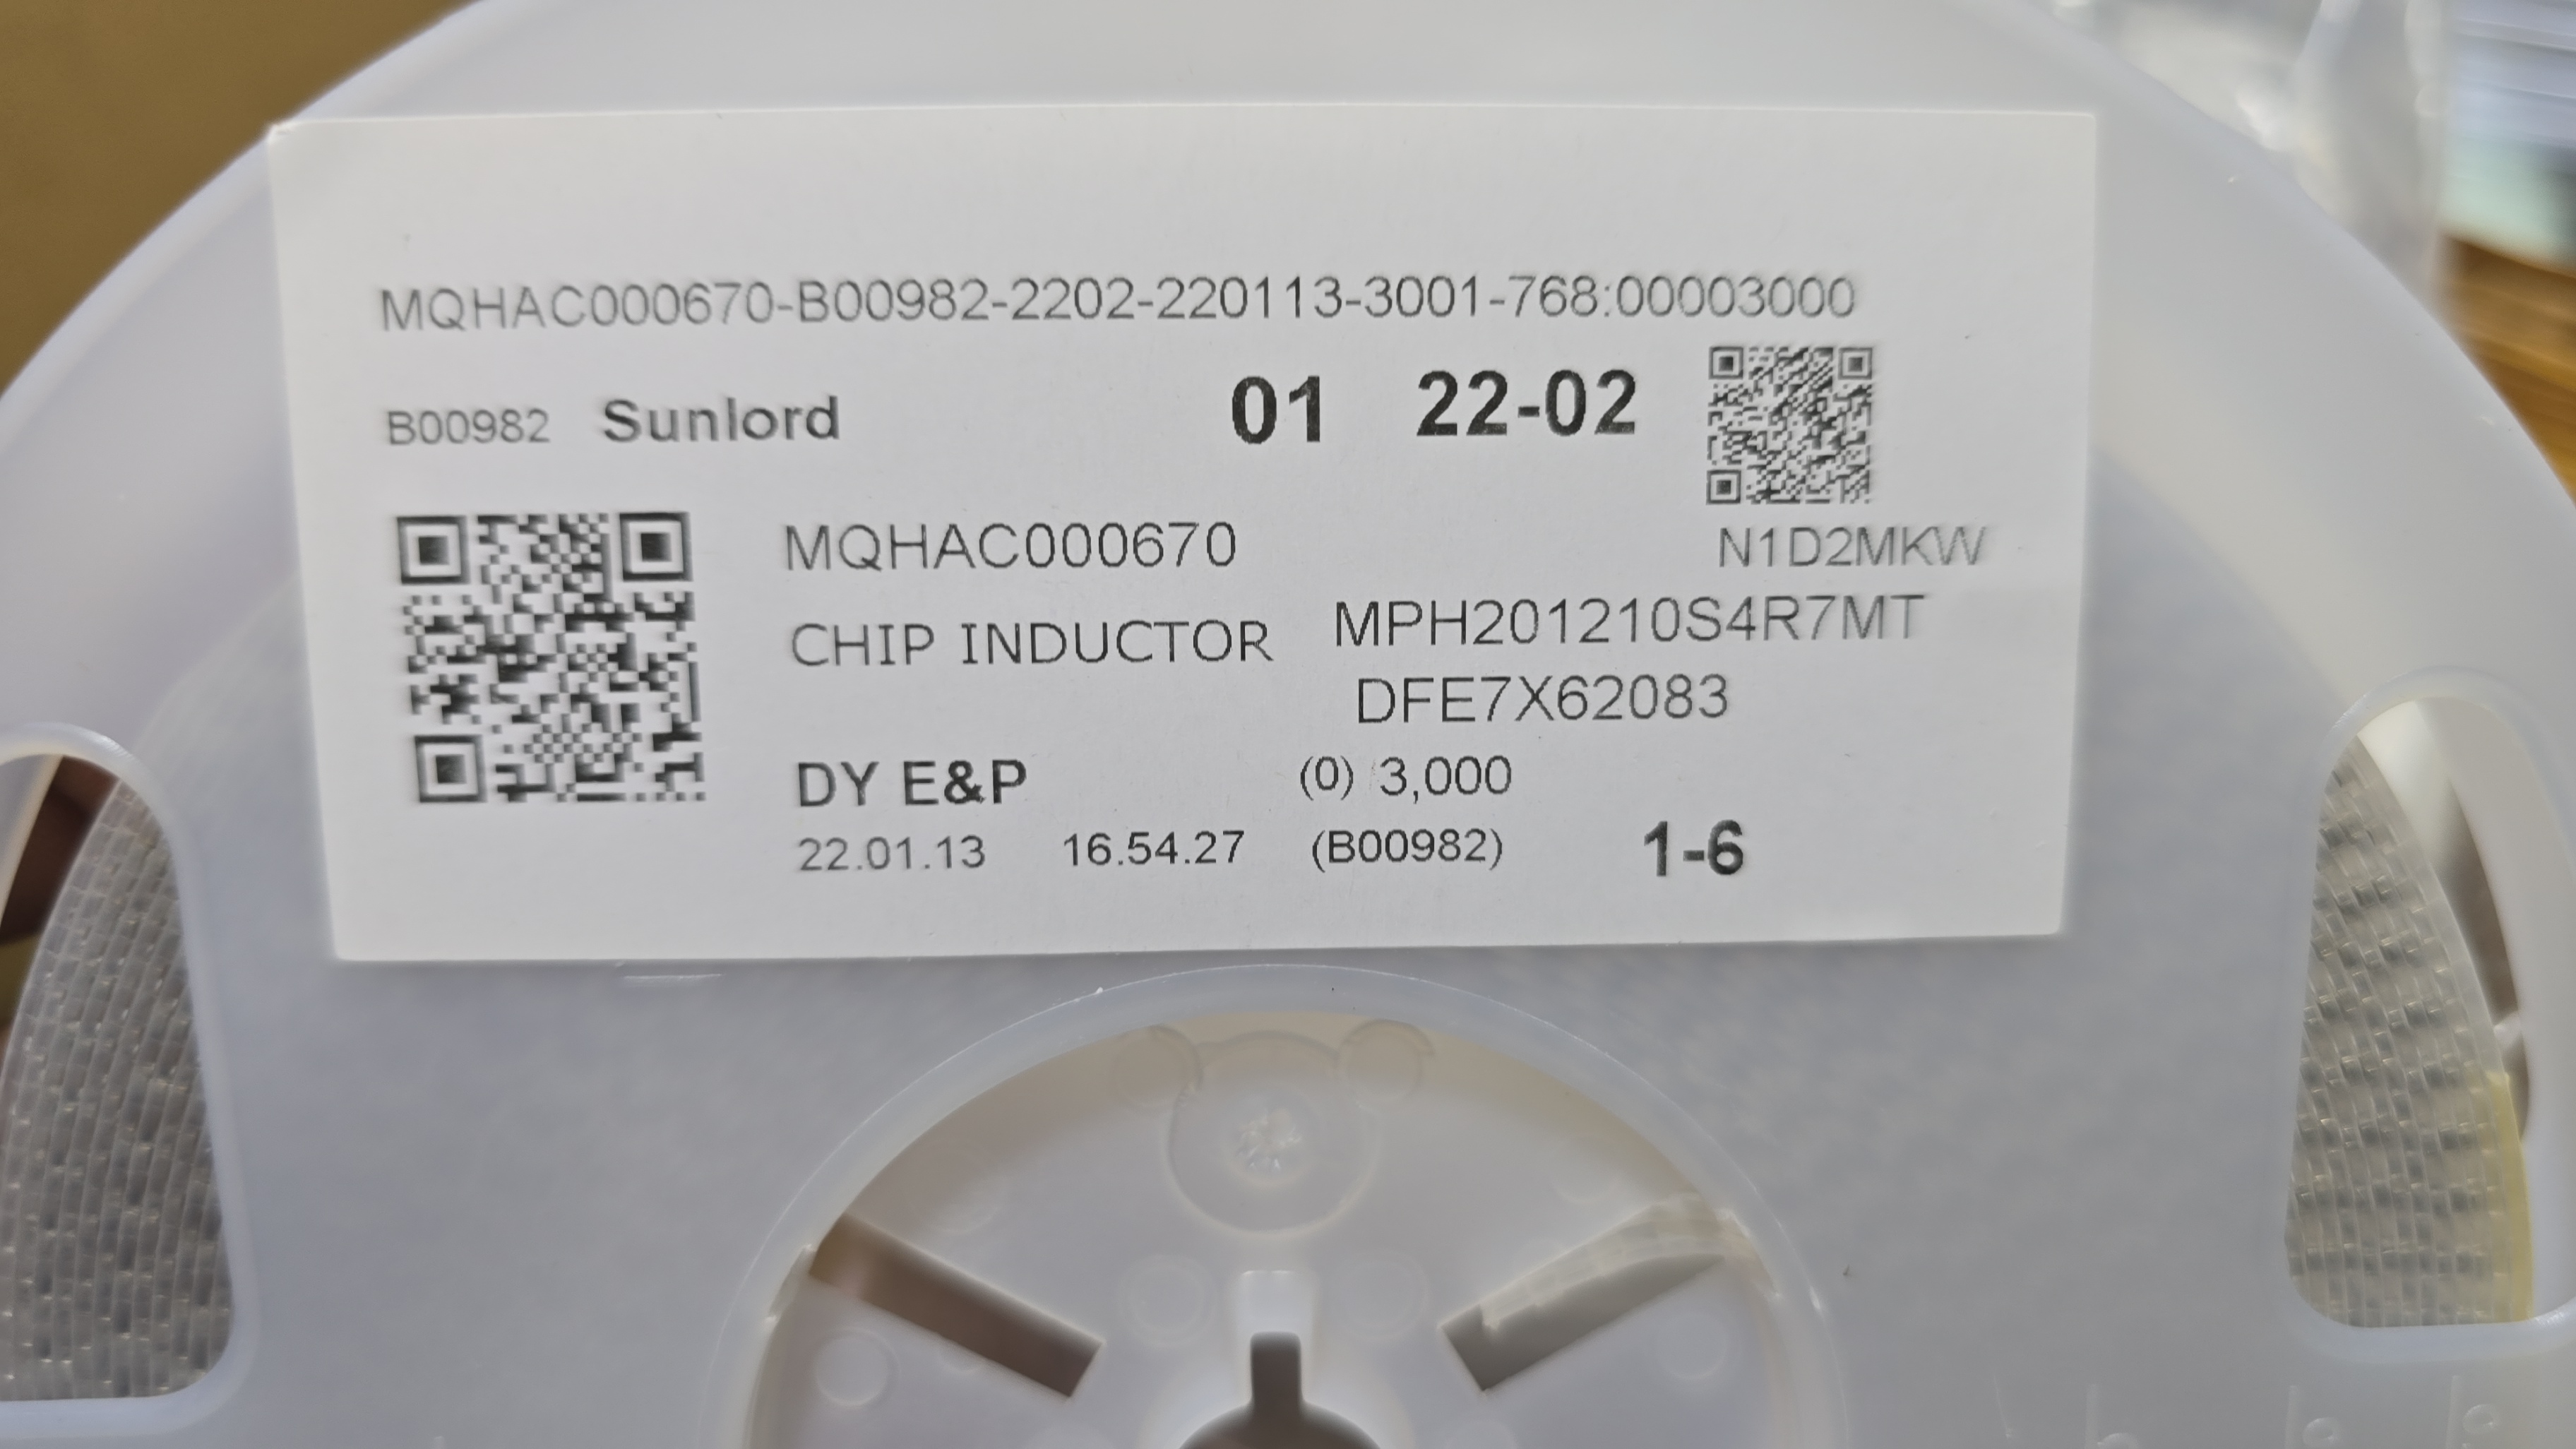 MQHAC000670-B00982-2202-220113-3001-768:00003000
B00982 Sunlord 01 22-02
MQHAC000670 N1D2MKW
CHIP INDUCTOR MPH201210S4R7MT
DFE7X62083
DY E&P (0) 3,000
22.01.13 16.54.27 (B00982) 1-6